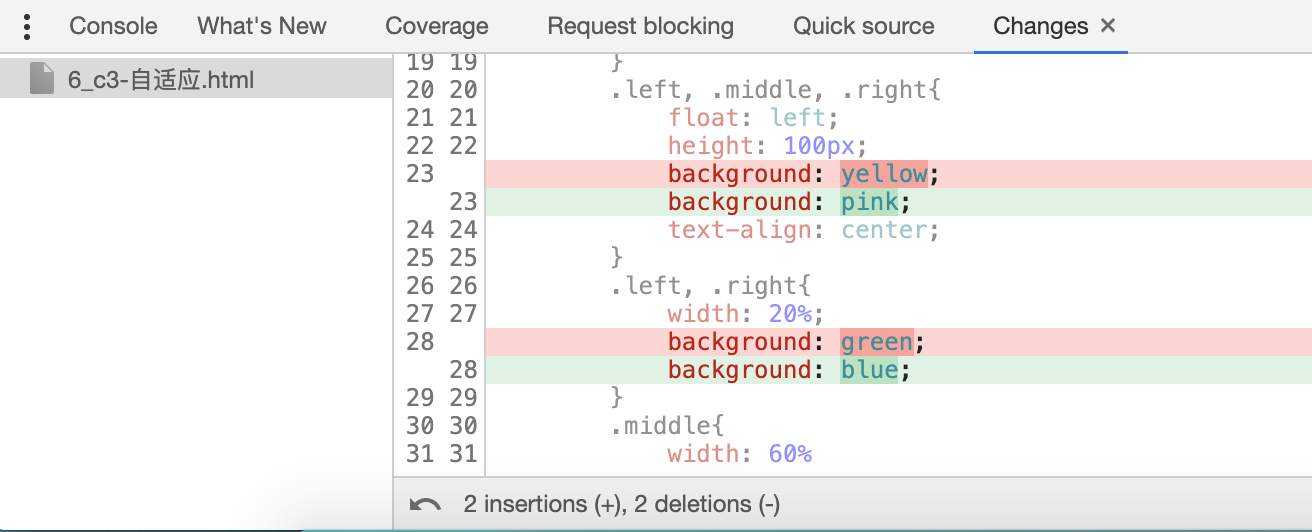 Console What's New Coverage Request blocking Quick source Changes ×
6_c3-自适应.html
19 19 }
20 20 .left, .middle, .right{
21 21 float: left;
22 22 height: 100px;
23 background: yellow;
23 background: pink;
24 24 text-align: center;
25 25 }
26 26 .left, .right{
27 27 width: 20%;
28 background: green;
28 background: blue;
29 29 }
30 30 .middle{
31 31 width: 60%
2 insertions (+), 2 deletions (-)